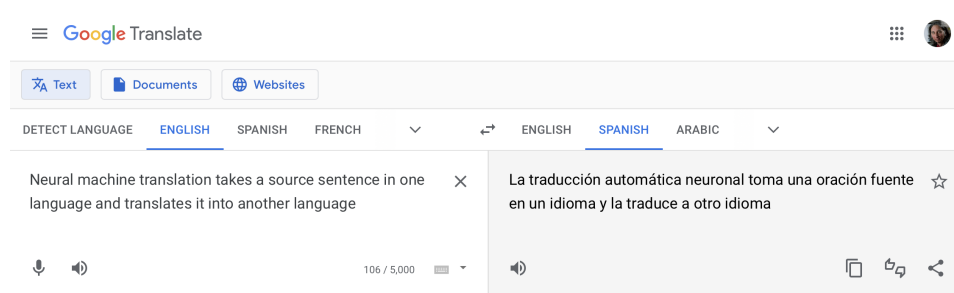 Google Translate
Text Documents Websites
DETECT LANGUAGE ENGLISH SPANISH FRENCH ENGLISH SPANISH ARABIC
Neural machine translation takes a source sentence in one
language and translates it into another language
La traducción automática neuronal toma una oración fuente
en un idioma y la traduce a otro idioma
106 / 5,000